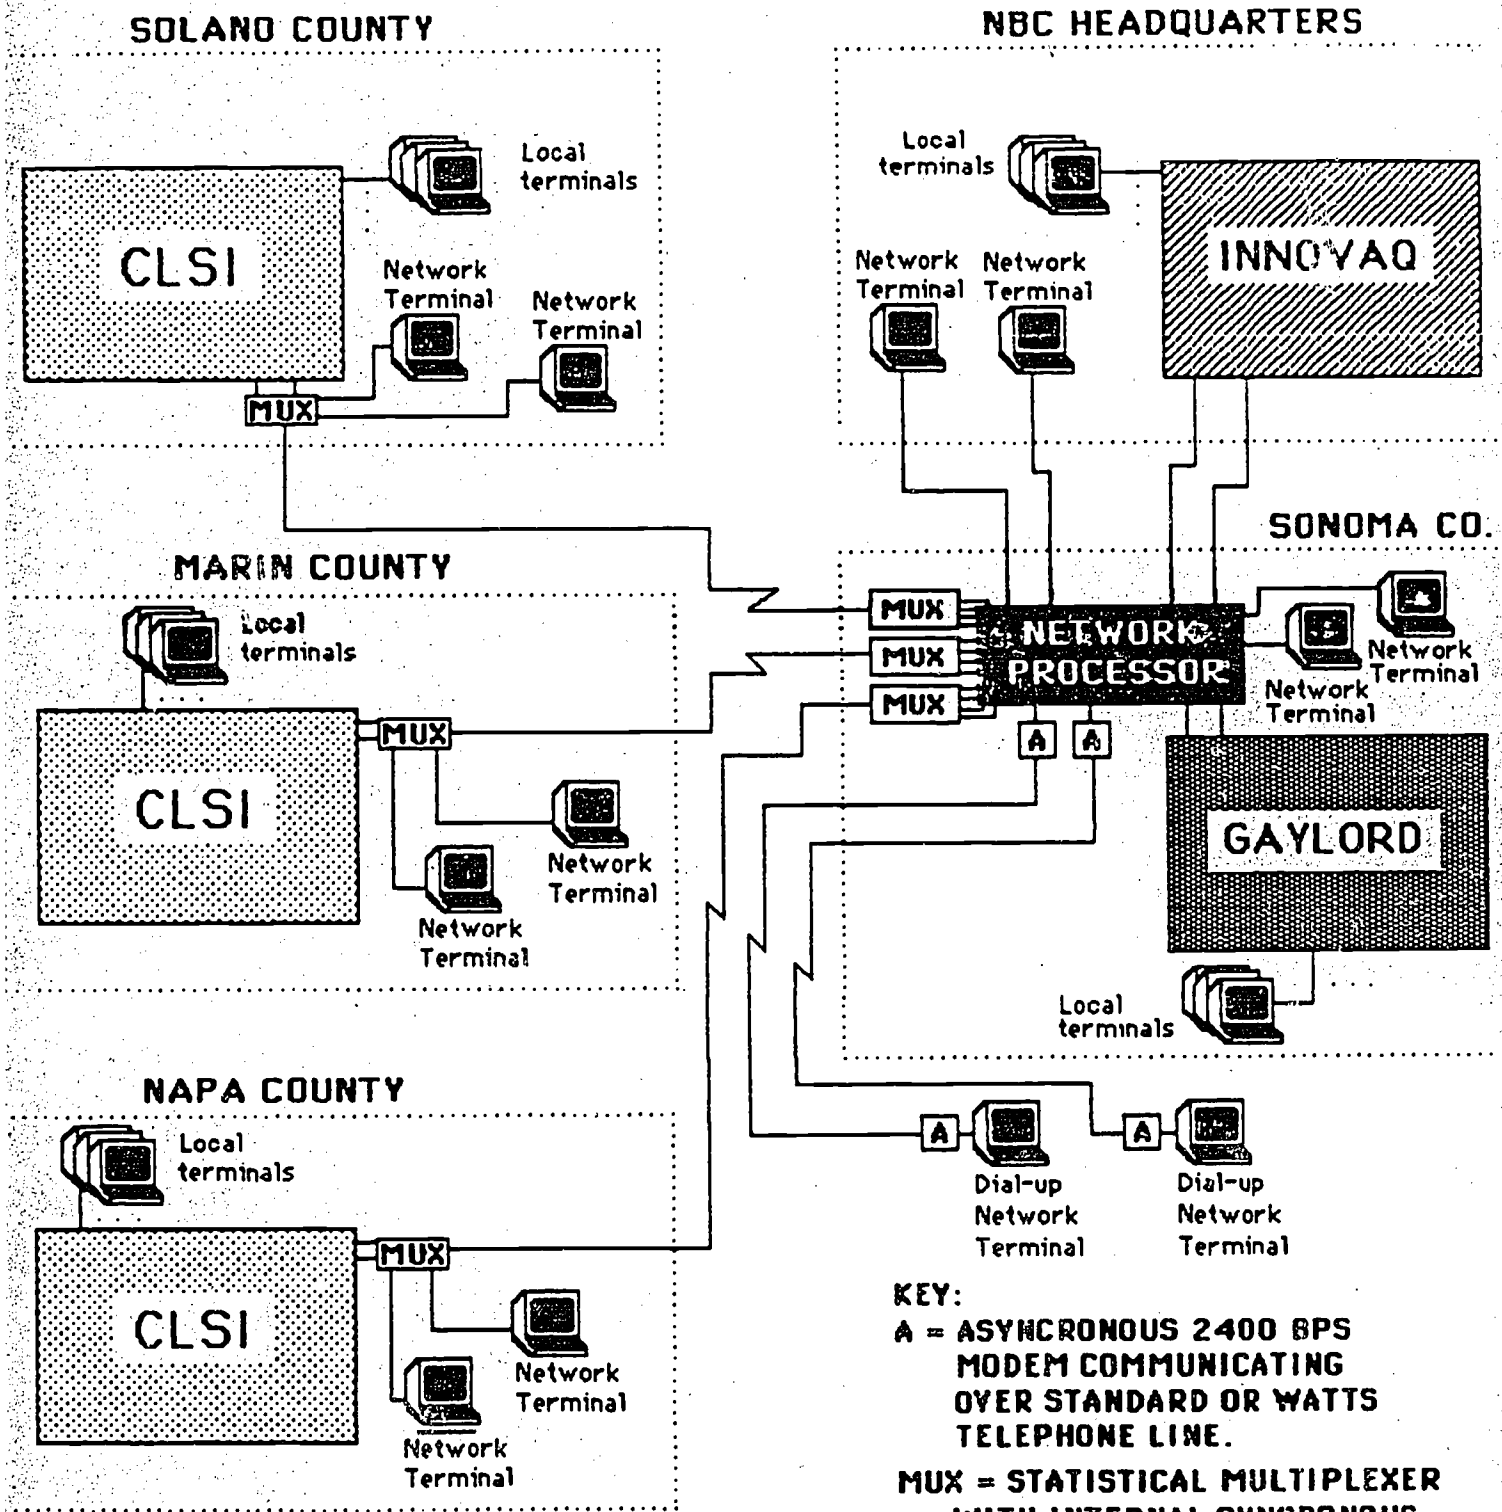 SOLANO COUNTY
Local
terminals
CLSI
Network
Terminal
Network
Terminal
MUX
NBC HEADQUARTERS
Local
terminals
INNOVAQ
Network
Terminal
Network
Terminal
SONOMA CO.
MUX
MUX
MUX
NETWORK
PROCESSOR
Network
Terminal
Network
Terminal
A
A
GAYLORD
Local
terminals
MARIN COUNTY
Local
terminals
CLSI
MUX
Network
Terminal
Network
Terminal
NAPA COUNTY
Local
terminals
CLSI
MUX
Network
Terminal
Network
Terminal
A
A
Dial-up
Network
Terminal
Dial-up
Network
Terminal
KEY:
A = ASYNCRONOUS 2400 BPS
MODEM COMMUNICATING
OVER STANDARD OR WATTS
TELEPHONE LINE.
MUX = STATISTICAL MULTIPLEXER
WITH INTERNAL